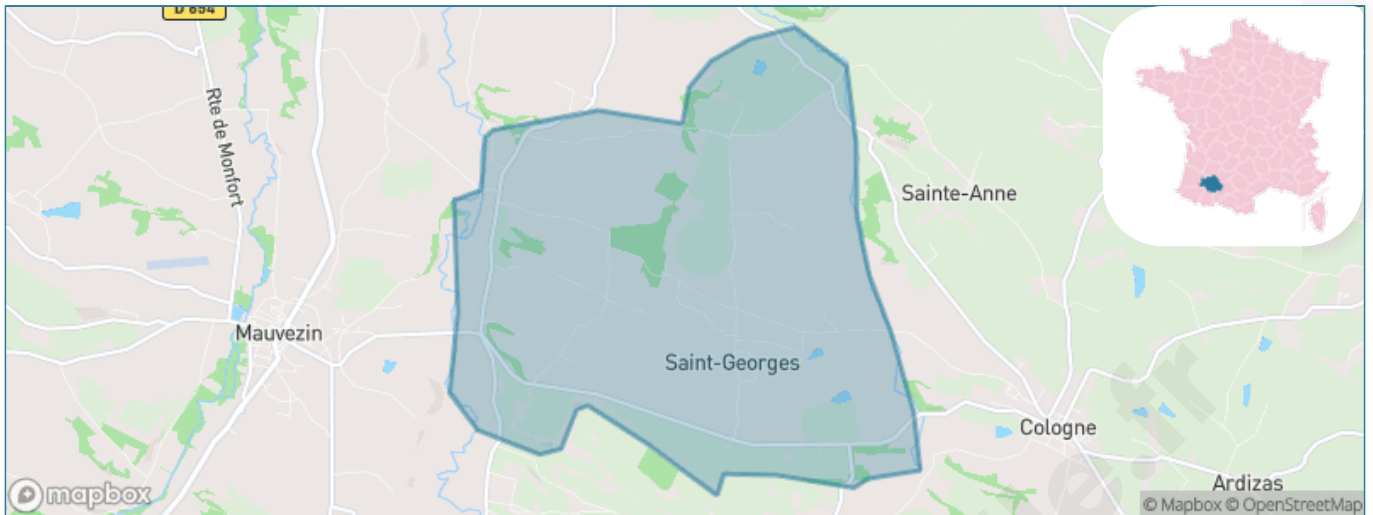 D 654
Rte de Monfort
Sainte-Anne
Mauvezin
Saint-Georges
Cologne
Ardizas
mapbox
© Mapbox © OpenStreetMap